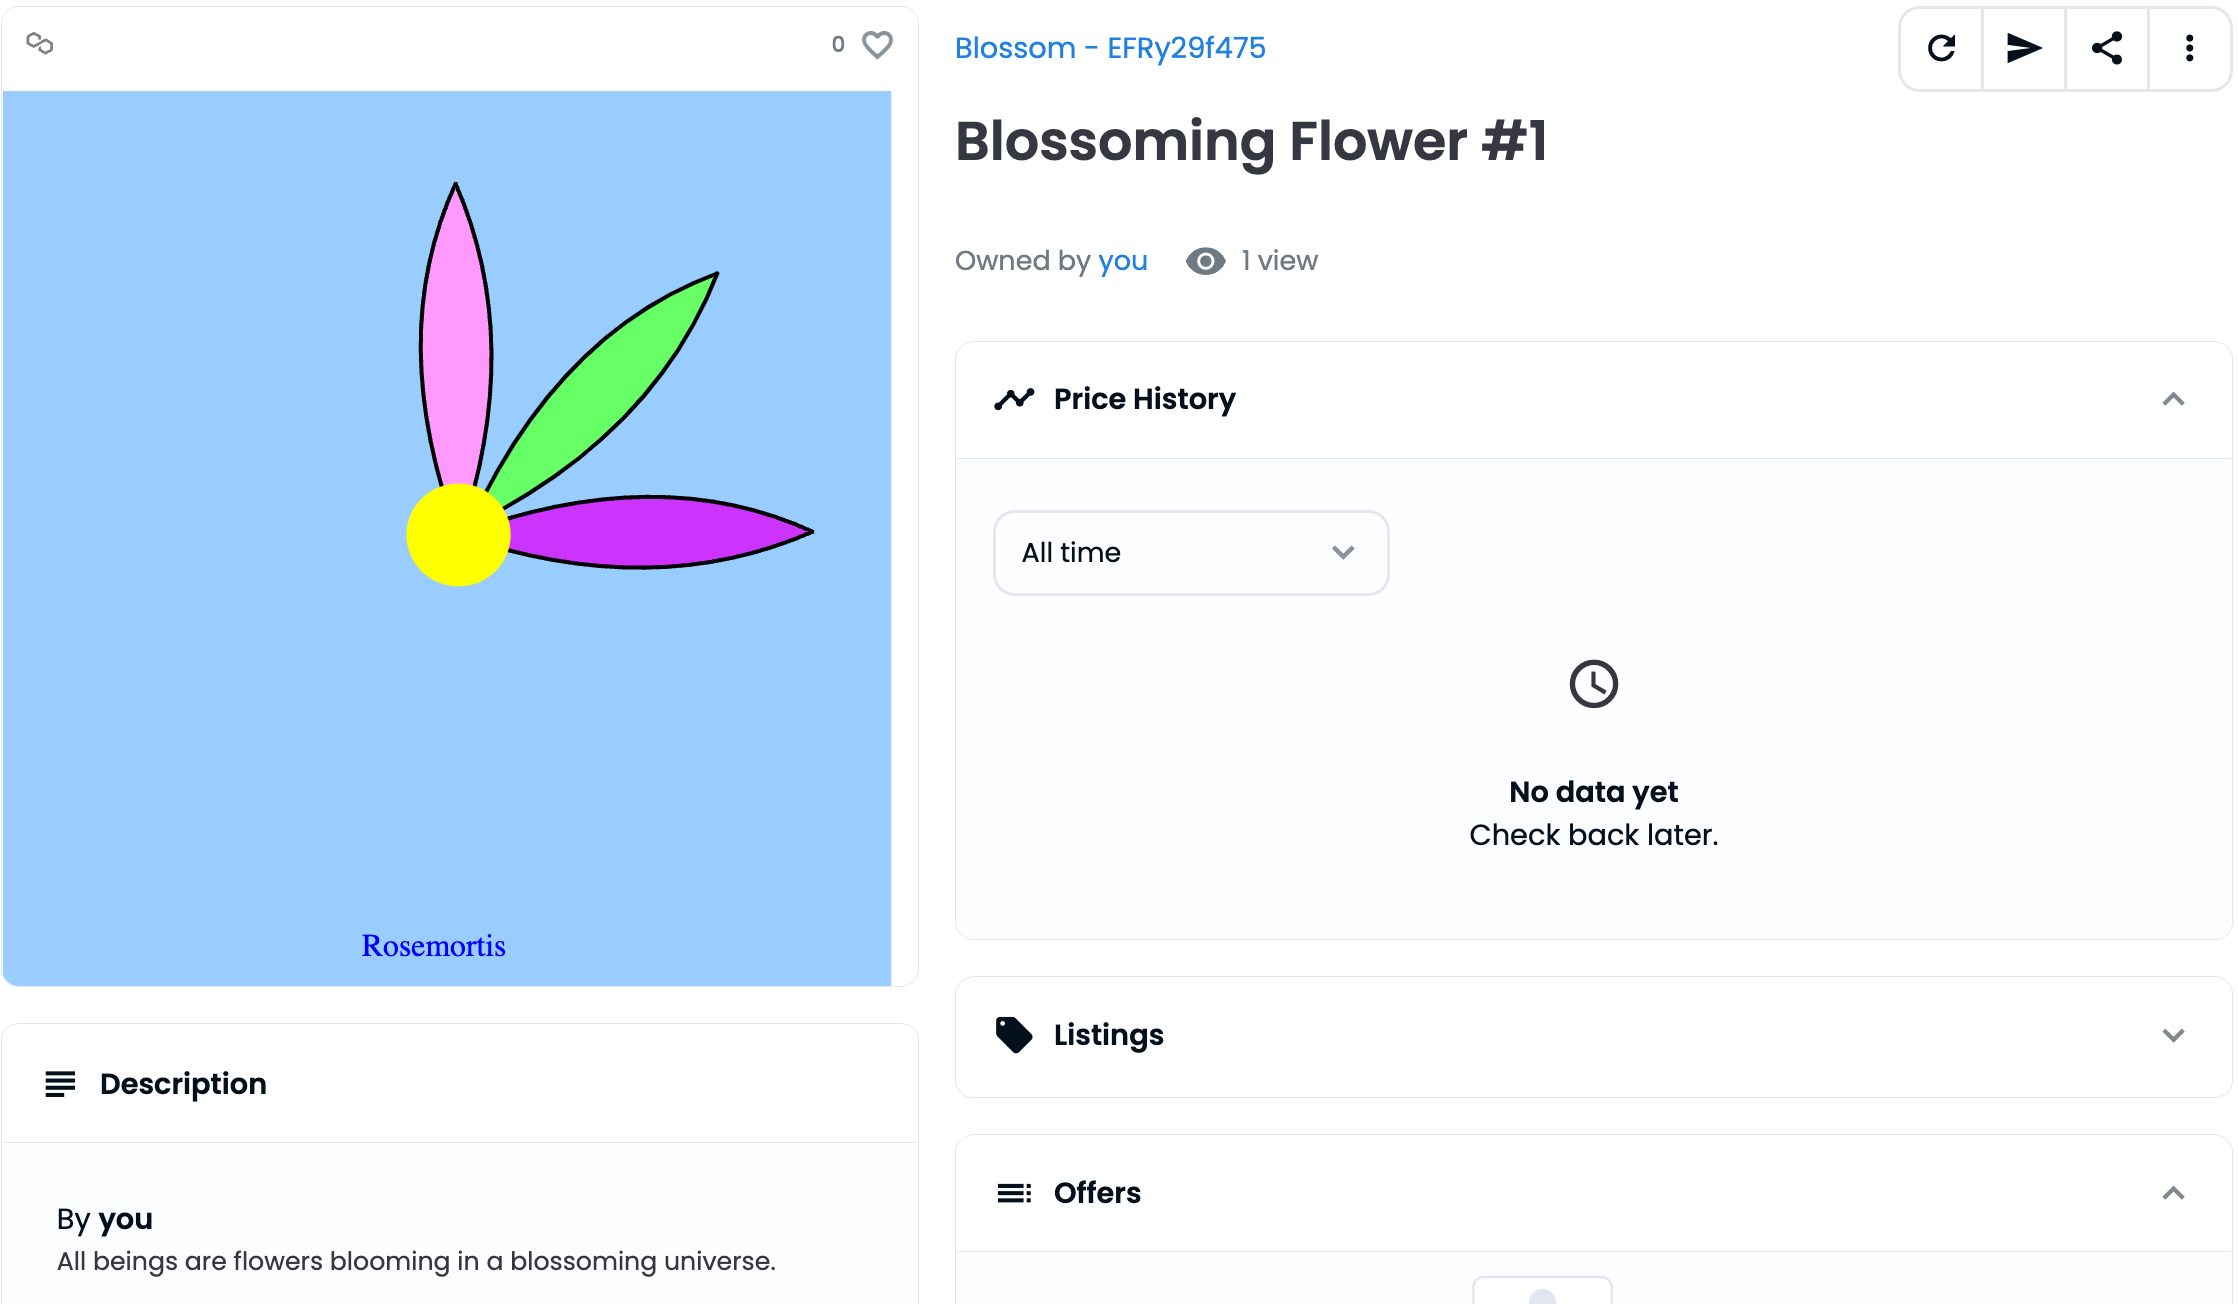 0
Rosemortis
Description
By you
All beings are flowers blooming in a blossoming universe.
Blossom - EFRy29f475
Blossoming Flower #1
Owned by you
1 view
Price History
All time
No data yet
Check back later.
Listings
Offers